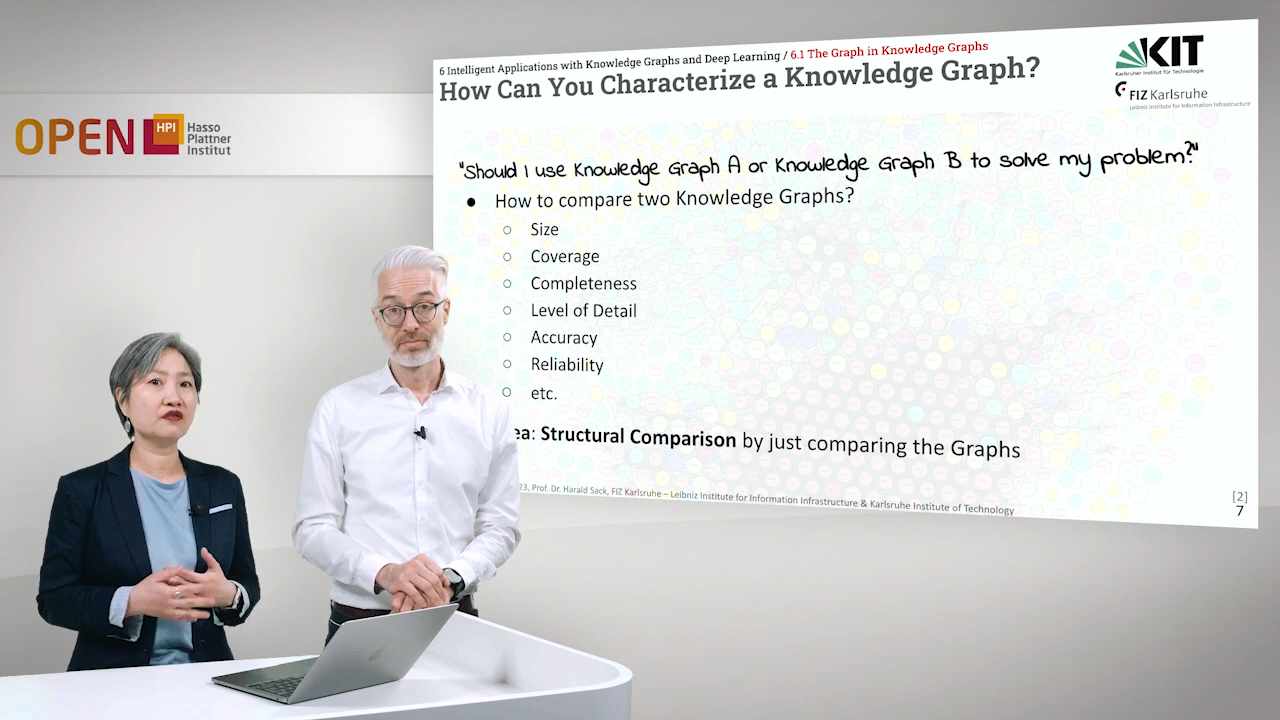 OPEN HPI Hasso
Plattner
Institut
6 Intelligent Applications with Knowledge Graphs and Deep Learning / 6.1 The Graph in Knowledge Graphs
How Can You Characterize a Knowledge Graph?
KIT
Karlsruher Institut für Technologie
FIZ Karlsruhe
Leibniz Institute for Information Infrastructure
"Should I use Knowledge Graph A or Knowledge Graph B to solve my problem?"
● How to compare two Knowledge Graphs?
○ Size
○ Coverage
○ Completeness
○ Level of Detail
○ Accuracy
○ Reliability
○ etc.
ea: Structural Comparison by just comparing the Graphs
23, Prof. Dr. Harald Sack, FIZ Karlsruhe – Leibniz Institute for Information Infrastructure & Karlsruhe Institute of Technology
[2]
7